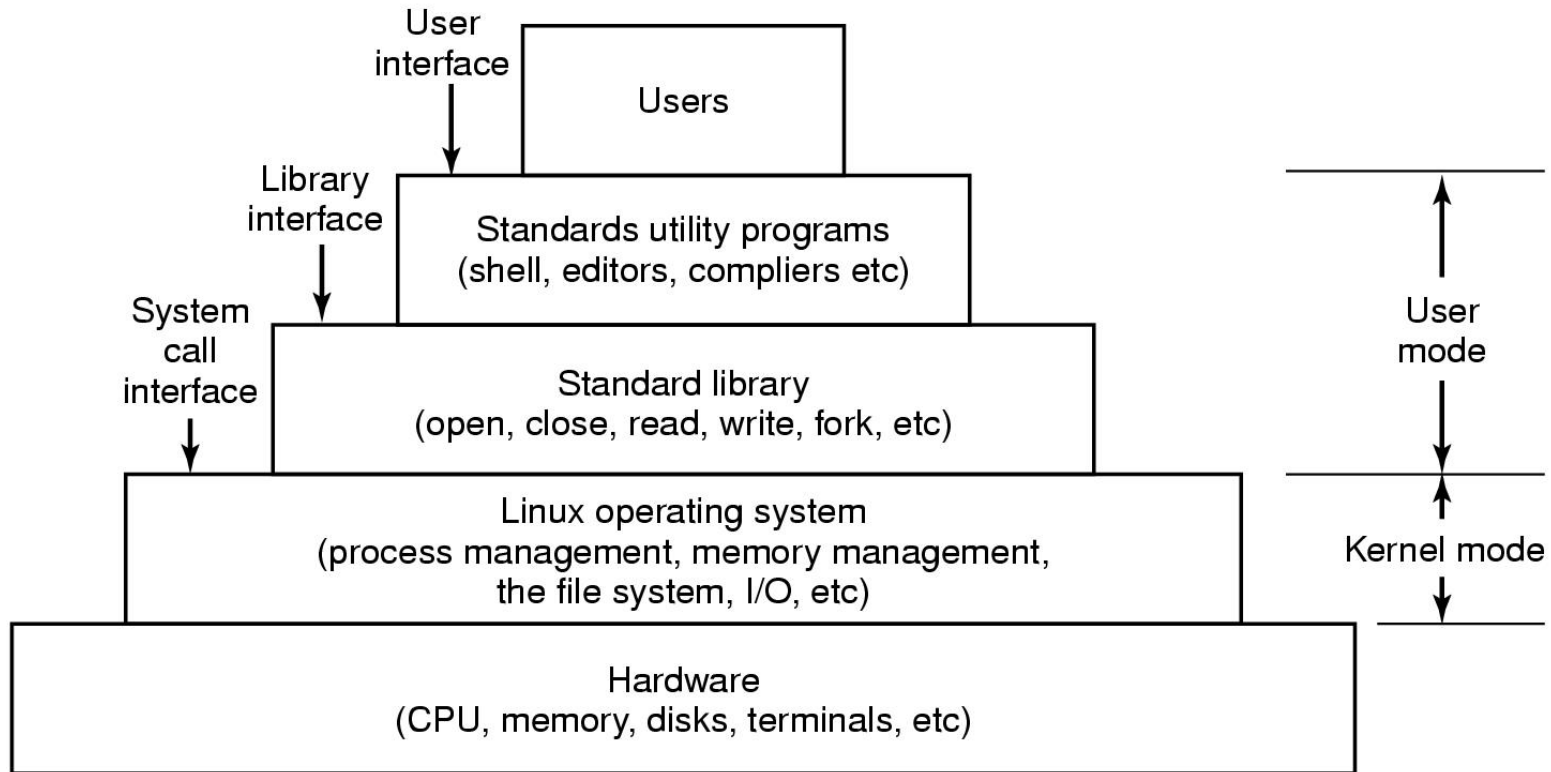 User
interface
Users
Library
interface
Standards utility programs
(shell, editors, compliers etc)
System
call
interface
User
mode
Standard library
(open, close, read, write, fork, etc)
Linux operating system
(process management, memory management,
the file system, I/O, etc)
Kernel mode
Hardware
(CPU, memory, disks, terminals, etc)